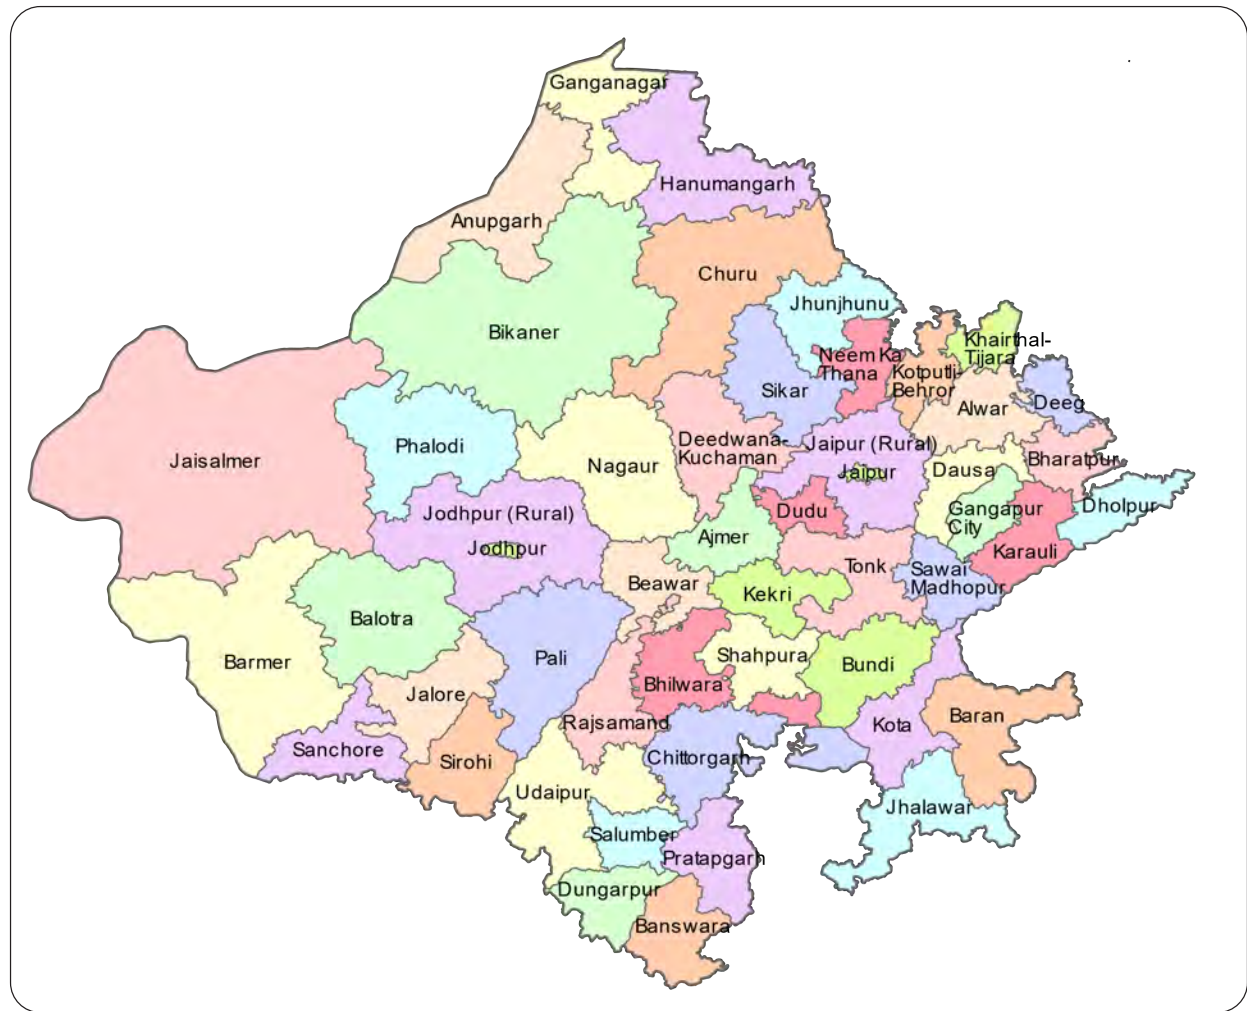 Ganganagar
Hanumangarh
Anupgarh
Churu
Jhunjhunu
Bikaner
Khairthal-
Tijara
Neem Ka
Thana
Kotputli-
Behror
Sikar
Alwar
Deeg
Deedwana-
Kuchaman
Jaipur (Rural)
Phalodi
Jaisalmer
Nagaur
Jaipur
Dausa
Bharatpur
Jodhpur (Rural)
Dudu
Gangapur
City
Dholpur
Jodhpur
Ajmer
Karauli
Beawar
Kekri
Tonk
Sawai
Madhopur
Balotra
Barmer
Pali
Shahpura
Bundi
Bhilwara
Jalore
Rajsamand
Kota
Baran
Sanchore
Sirohi
Chittorgarh
Udaipur
Jhalawar
Salumber
Pratapgarh
Dungarpur
Banswara